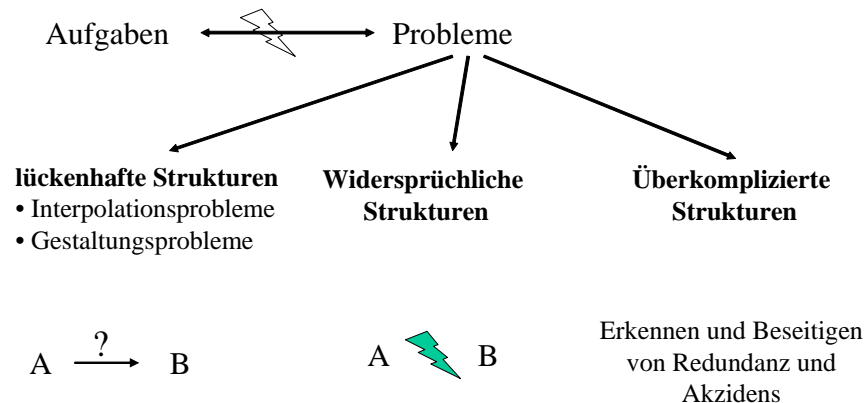 Aufgaben Probleme
lückenhafte Strukturen
• Interpolationsprobleme
• Gestaltungsprobleme
Widersprüchliche
Strukturen
Überkomplizierte
Strukturen
A ? B
A B
Erkennen und Beseitigen
von Redundanz und
Akzidens